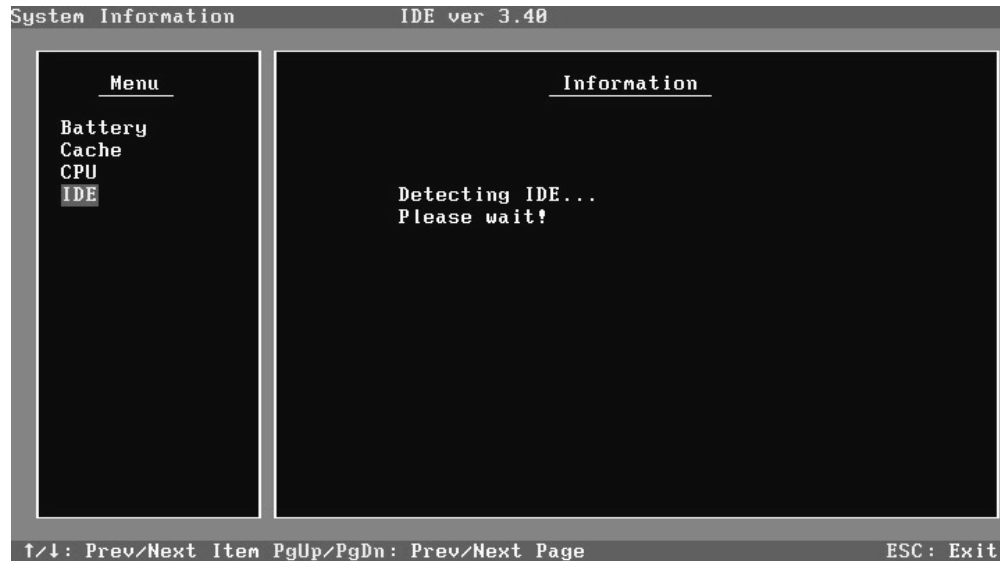 System Information IDE ver 3.40
Menu
Battery
Cache
CPU
IDE
Information
Detecting IDE...
Please wait!
↑/↓: Prev/Next Item PgUp/PgDn: Prev/Next Page ESC: Exit